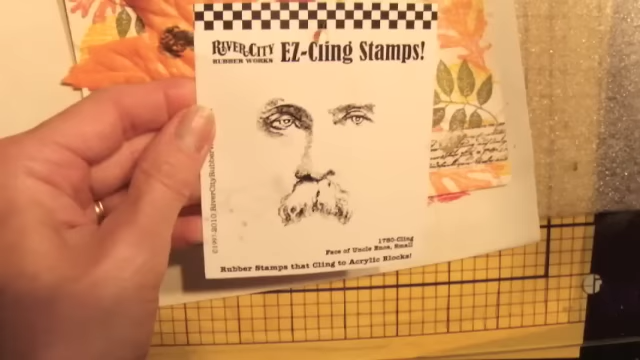 RIVER CITY
RUBBER WORKS
EZ-Cling Stamps!
1780-Cling
Face of Uncle Enos, Small
Rubber Stamps that Cling to Acrylic Blocks!